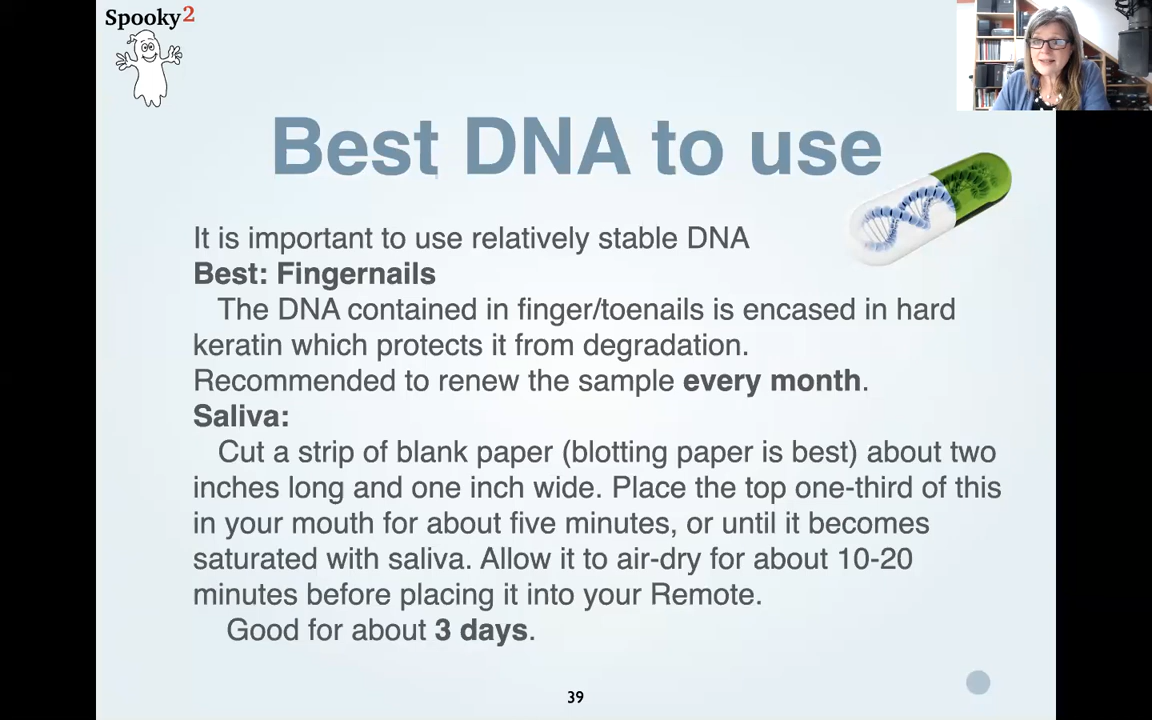 Spooky2
Best DNA to use
It is important to use relatively stable DNA
Best: Fingernails
The DNA contained in finger/toenails is encased in hard
keratin which protects it from degradation.
Recommended to renew the sample every month.
Saliva:
Cut a strip of blank paper (blotting paper is best) about two
inches long and one inch wide. Place the top one-third of this
in your mouth for about five minutes, or until it becomes
saturated with saliva. Allow it to air-dry for about 10-20
minutes before placing it into your Remote.
Good for about 3 days.
39